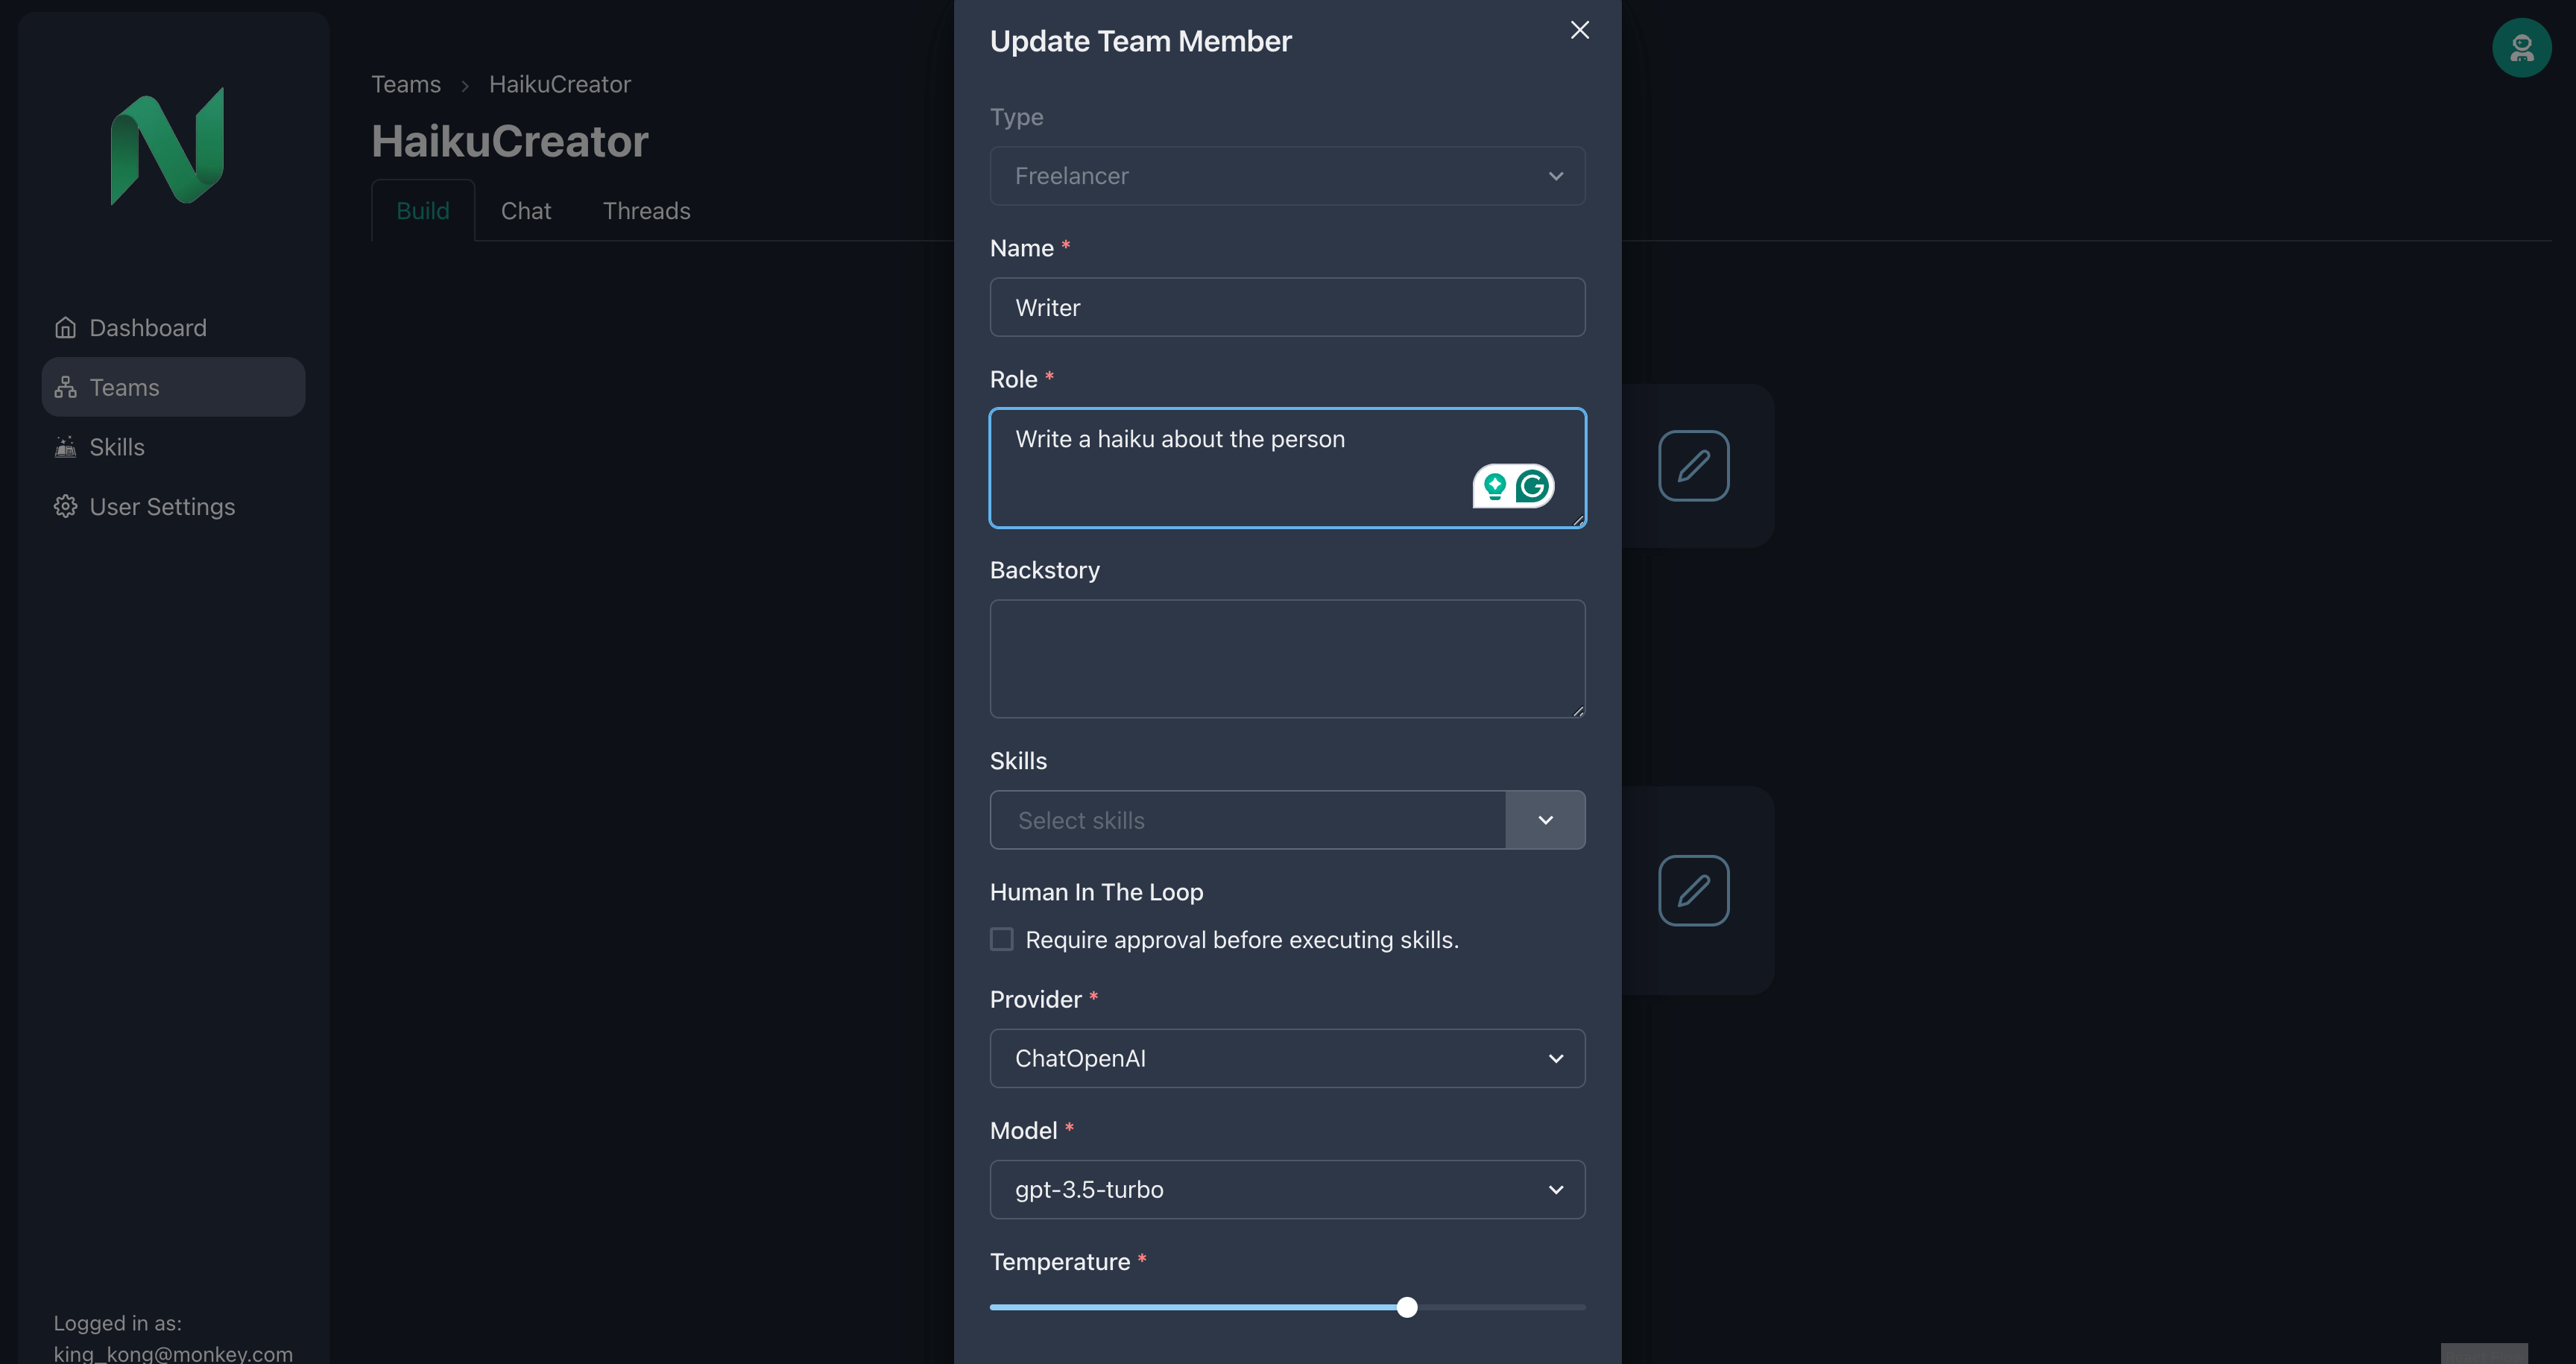 Update Team Member
Teams > HaikuCreator
HaikuCreator
Build
Chat
Threads
Dashboard
Teams
Skills
User Settings
Logged in as:
king_kong@monkey.com
Type
Freelancer
Name *
Writer
Role *
Write a haiku about the person
Backstory
Skills
Select skills
Human In The Loop
Require approval before executing skills.
Provider *
ChatOpenAI
Model *
gpt-3.5-turbo
Temperature *